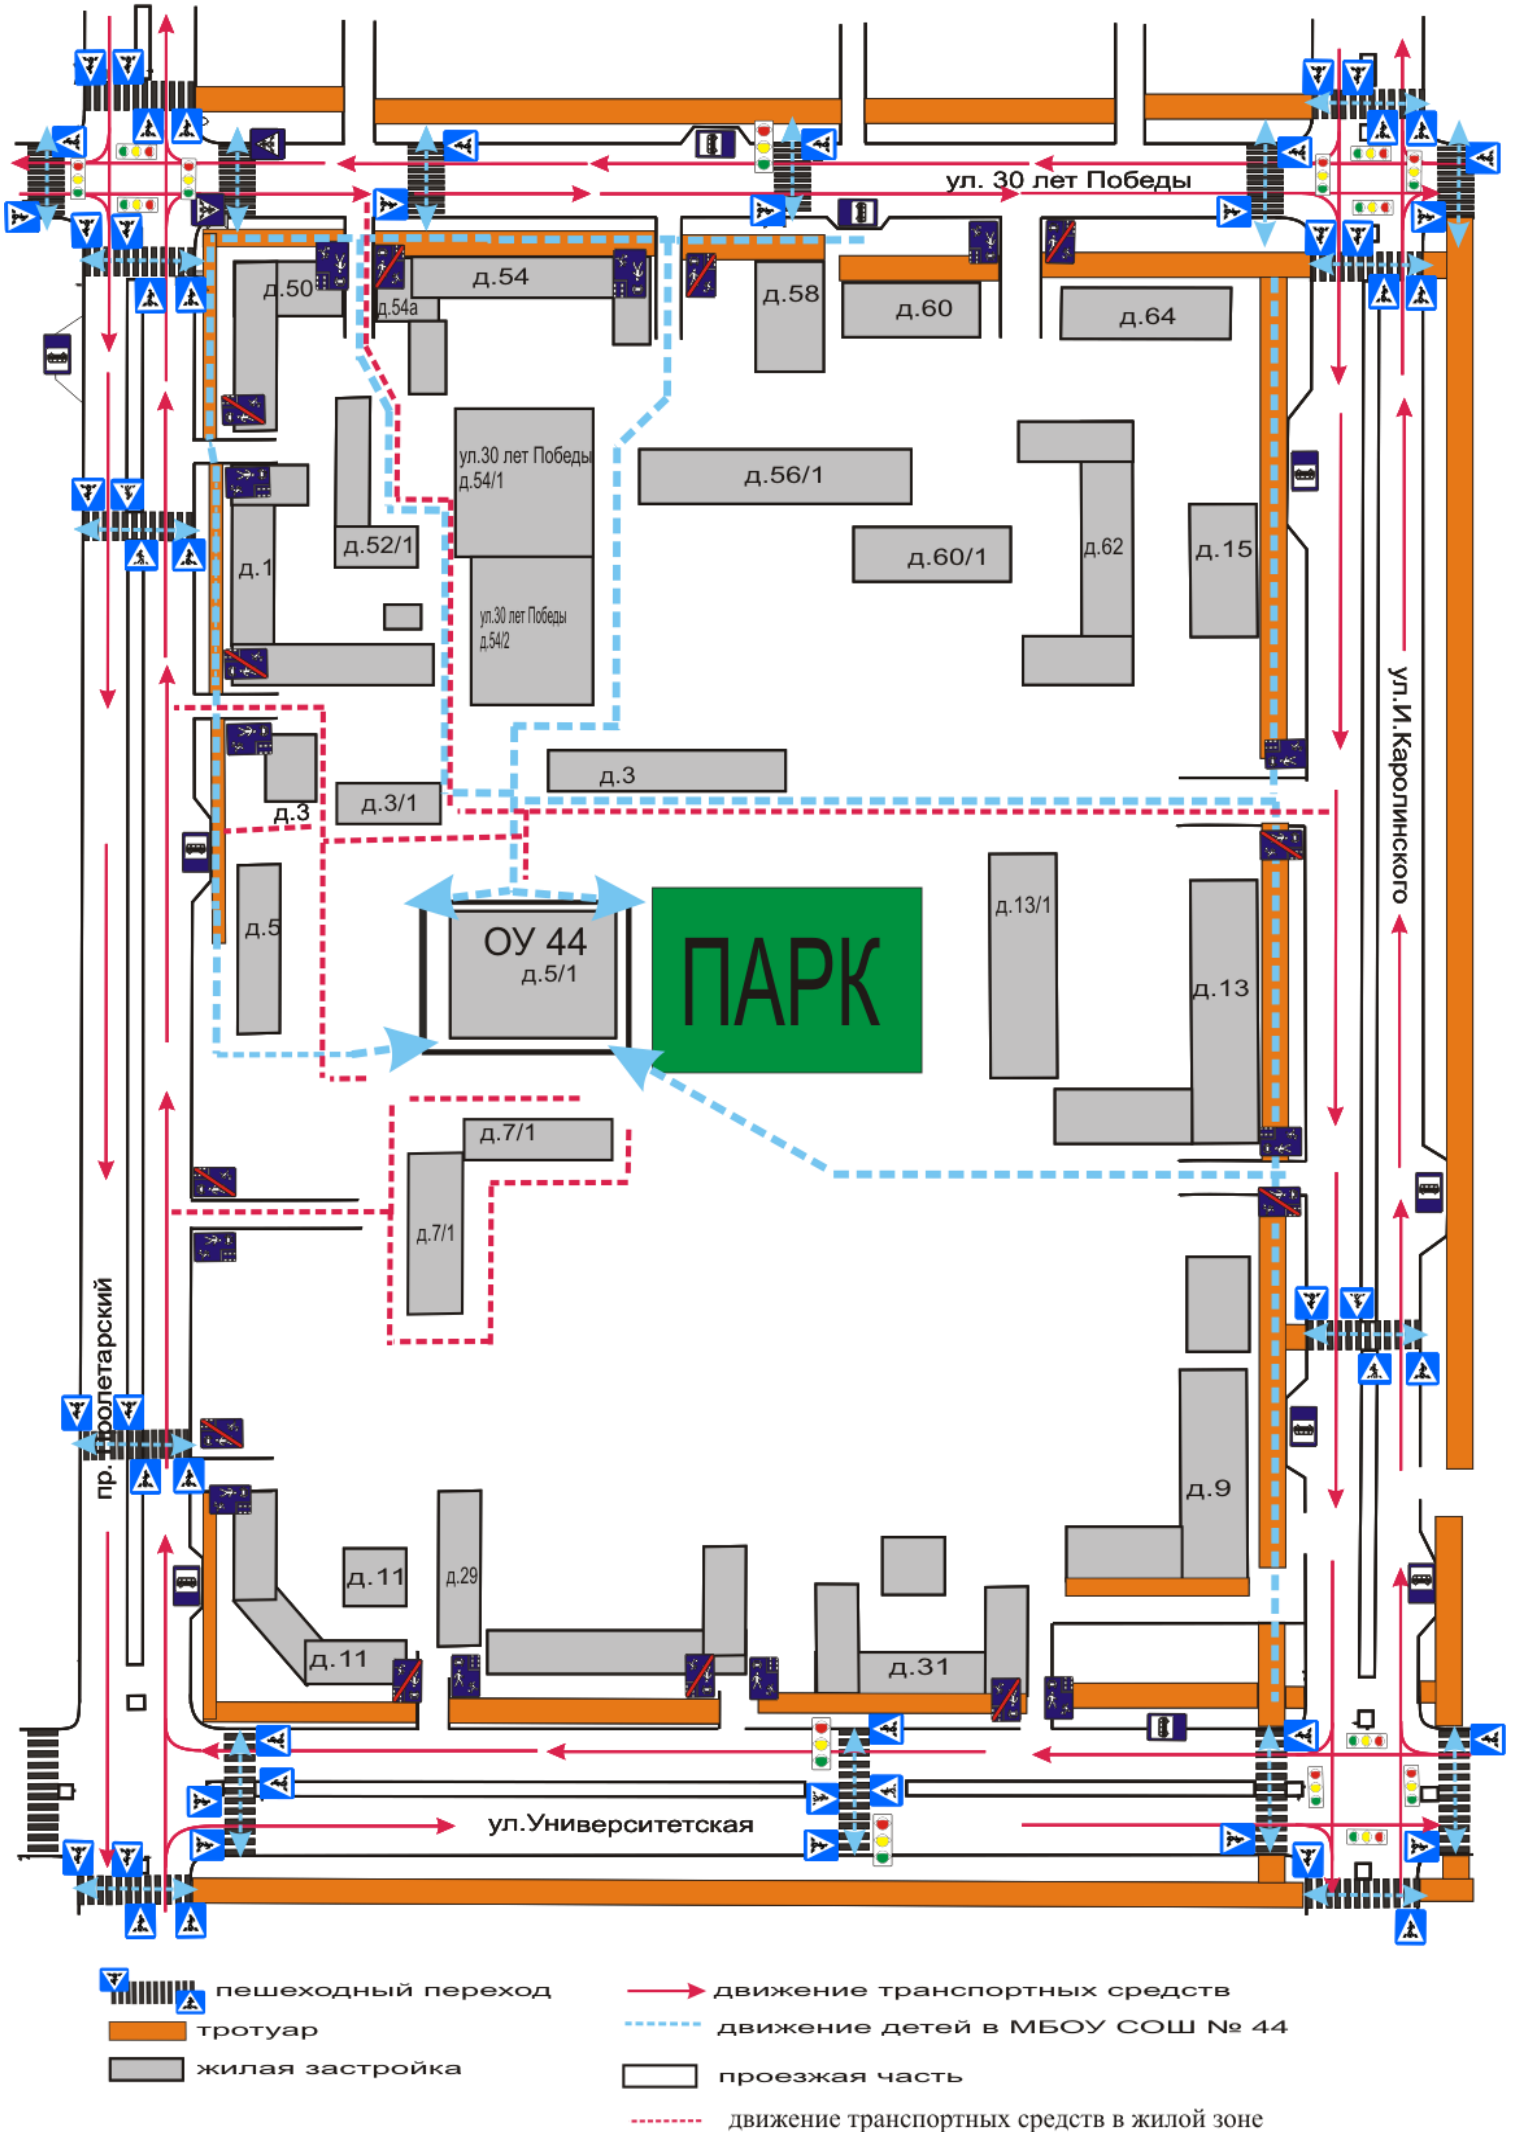 ул. 30 лет Победы
д.50
д.54
д.54а
д.58
д.60
д.64
ул.30 лет Победы
д.54/1
д.56/1
д.52/1
д.1
д.60/1
д.62
д.15
ул.30 лет Победы
д.54/2
ул.И.Каролинского
д.3
д.3/1
д.3
д.5
ОУ 44
д.5/1
ПАРК
д.13/1
д.13
д.7/1
д.7/1
пр. Пролетарский
д.9
д.11
д.29
д.11
д.31
ул.Университетская
пешеходный переход
движение транспортных средств
тротуар
движение детей в МБОУ СОШ № 44
жилая застройка
проезжая часть
движение транспортных средств в жилой зоне